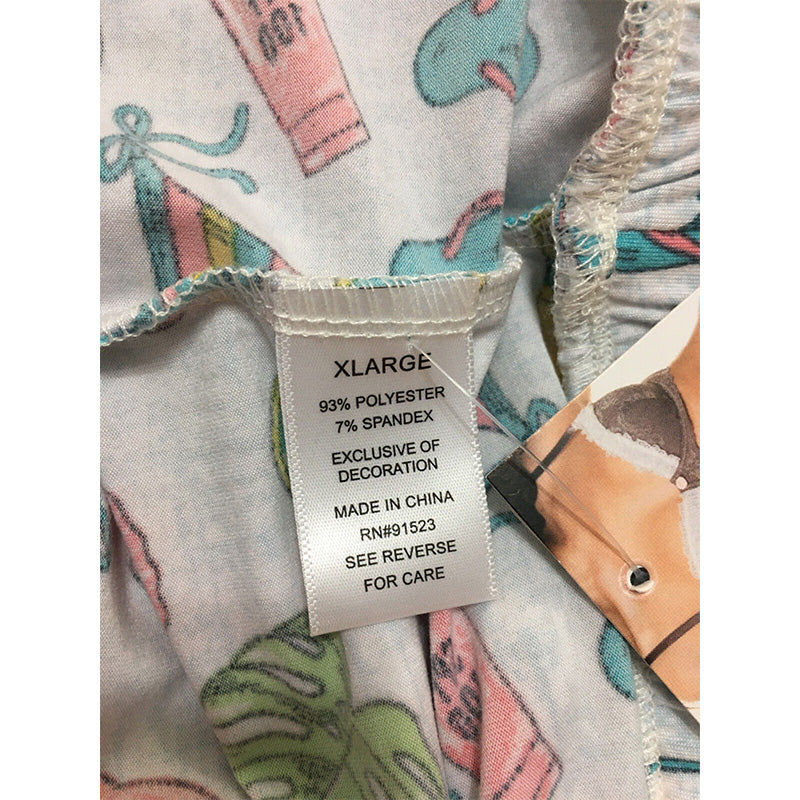 XLARGE
93% POLYESTER
7% SPANDEX
EXCLUSIVE OF
DECORATION
MADE IN CHINA
RN#91523
SEE REVERSE
FOR CARE